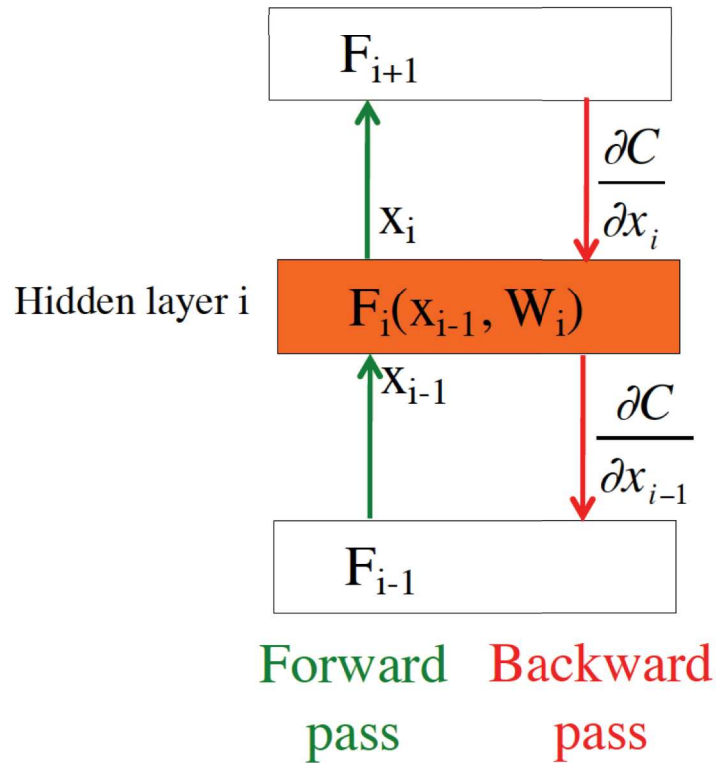 F_{i+1}
∂C
∂x_i
x_i
Hidden layer i
F_i(x_{i-1}, W_i)
x_{i-1}
∂C
∂x_{i-1}
F_{i-1}
Forward pass
Backward pass